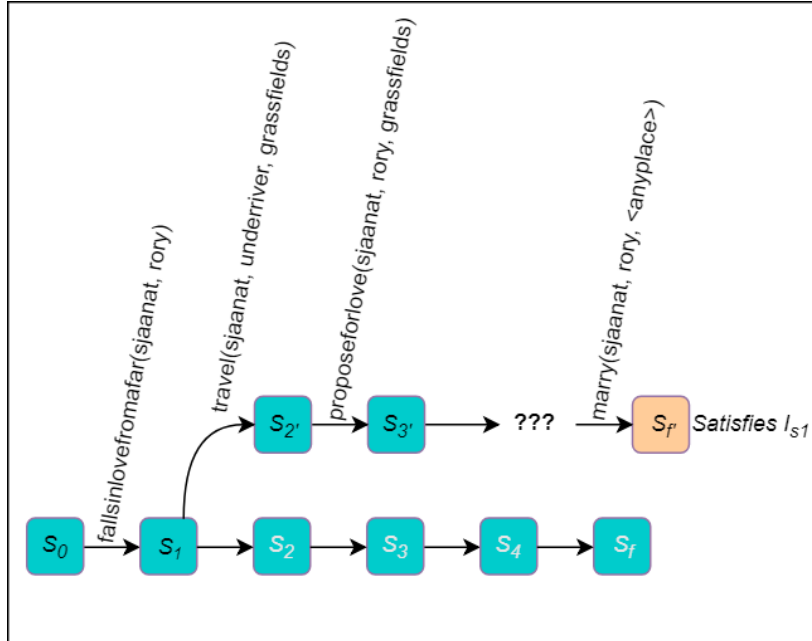 fallsinlovefromafar(sjaanat, rory)
travel(sjaanat, underriver, grassfields)
proposeforlove(sjaanat, rory, grassfields)
marry(sjaanat, rory, <anyplace>)
S2' S3' ??? Sf' Satisfies Is1
S0 S1 S2 S3 S4 Sf